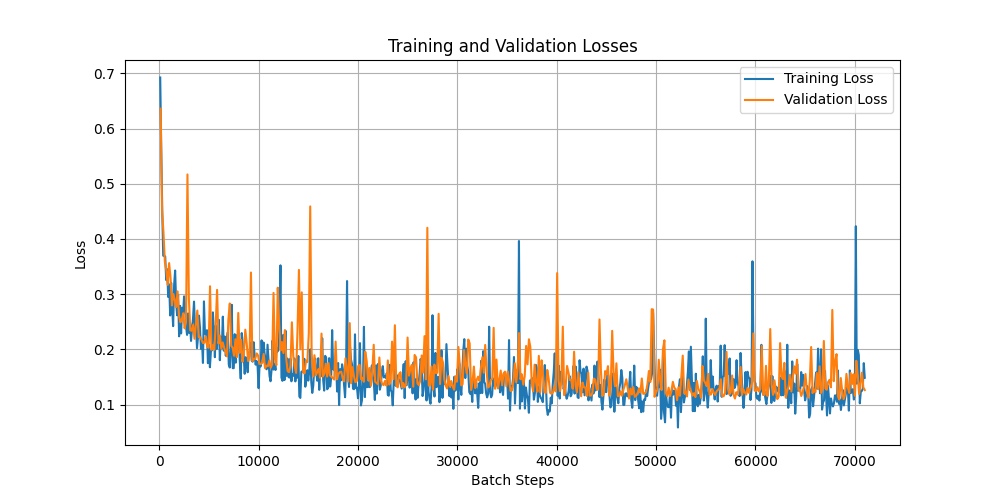 Training and Validation Losses
Training Loss
Validation Loss
Loss
0.7
0.6
0.5
0.4
0.3
0.2
0.1
0 10000 20000 30000 40000 50000 60000 70000
Batch Steps